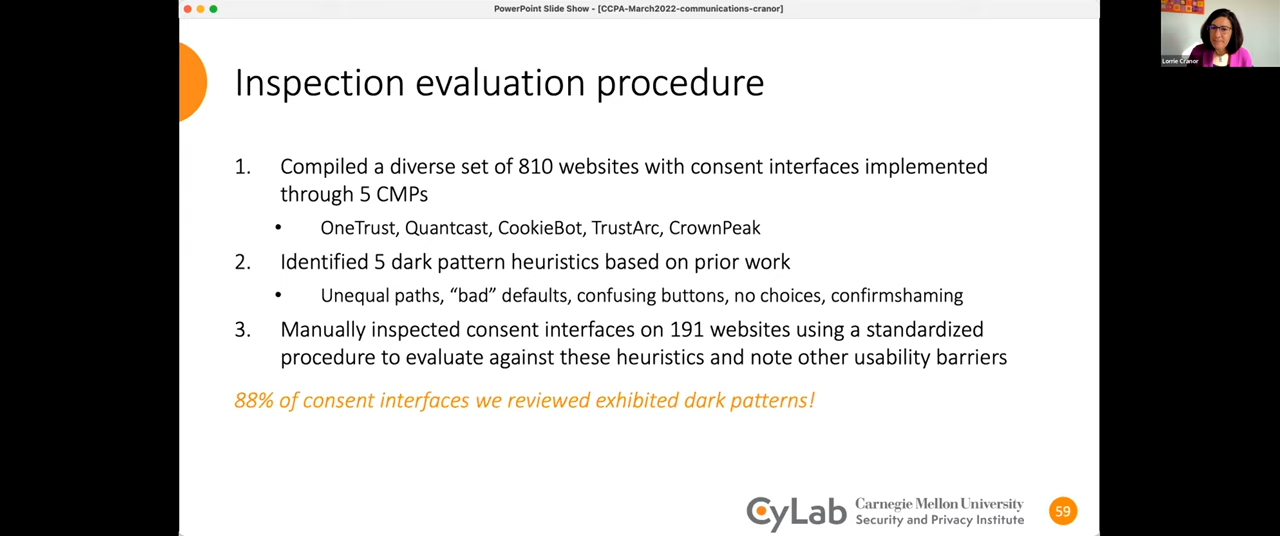 PowerPoint Slide Show - [CCPA-March2022-communications-cranor]
Lorrie Cranor
Inspection evaluation procedure
1. Compiled a diverse set of 810 websites with consent interfaces implemented
through 5 CMPs
• OneTrust, Quantcast, CookieBot, TrustArc, CrownPeak
2. Identified 5 dark pattern heuristics based on prior work
• Unequal paths, “bad” defaults, confusing buttons, no choices, confirmshaming
3. Manually inspected consent interfaces on 191 websites using a standardized
procedure to evaluate against these heuristics and note other usability barriers
88% of consent interfaces we reviewed exhibited dark patterns!
CyLab
Carnegie Mellon University
Security and Privacy Institute
59